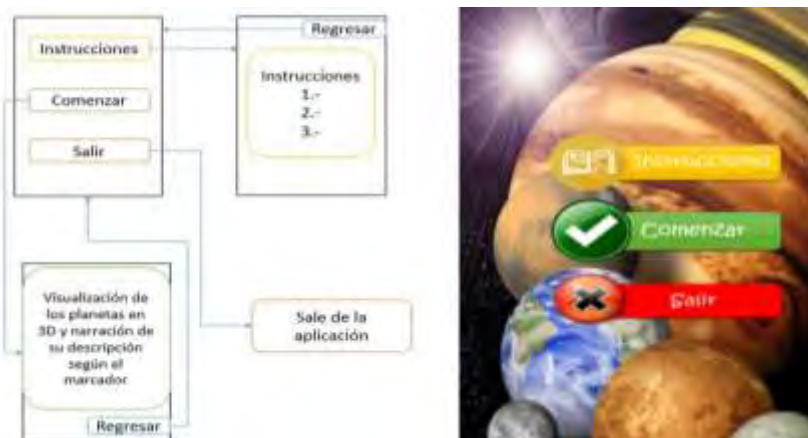 Instrucciones
Comenzar
Salir
Regresar
Instrucciones
1.-
2.-
3.-
Visualización de
los planetas en
3D y narración de
su descripción
según el
marcador
Regresar
Sale de la
aplicación
Instrucciones
Comenzar
Salir